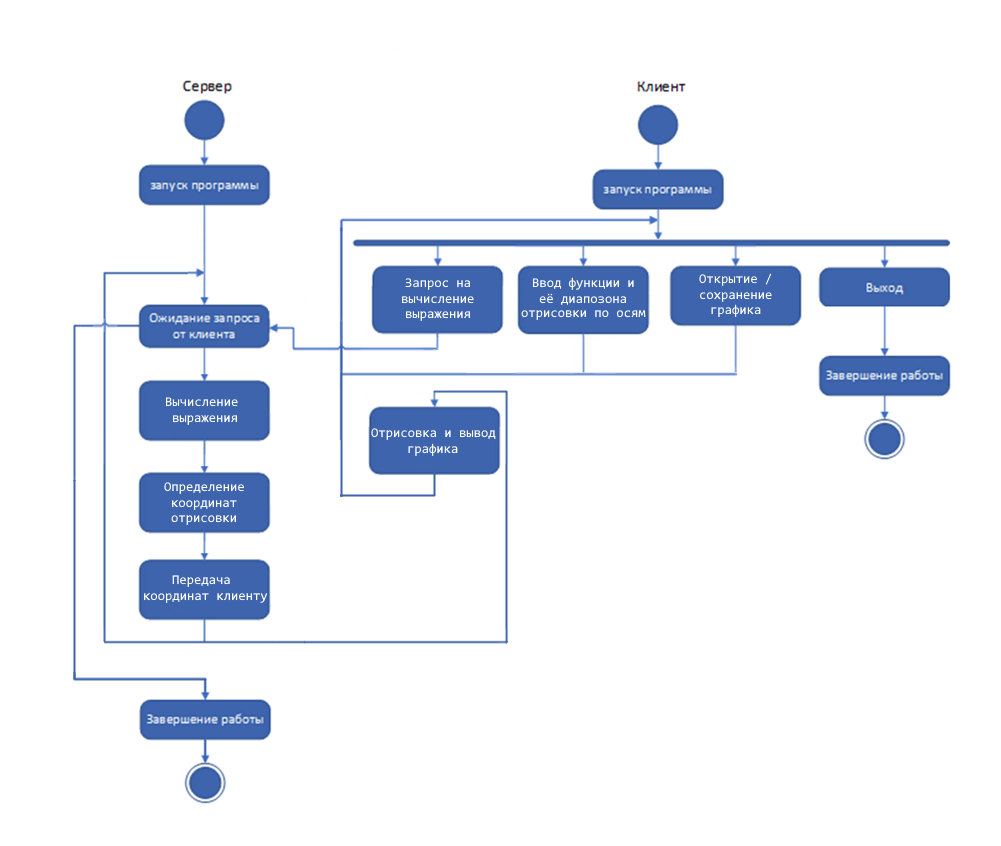 Сервер
запуск программы
Ожидание запроса
от клиента
Вычисление
выражения
Определение
координат
отрисовки
Передача
координат клиенту
Завершение работы
Клиент
запуск программы
Запрос на
вычисление
выражения
Ввод функции и
её диапозона
отрисовки по осям
Открытие /
сохранение
графика
Выход
Завершение работы
Отрисовка и вывод
графика